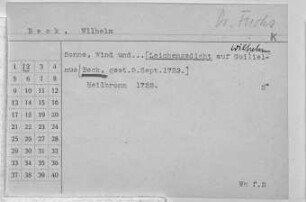 Dr. Fuchs
K
Beck, Wilhelm
Wilhelm
Sonne, Wind und...[Leichengedicht auf Guiliel-
mus Beck, gest.8.Sept.1723.]
Heilbronn 1723.
1 2 3 4
5 6 7 8
9 10 11 12
13 14 15 16
17 18 19 20
21 22 23 24
25 26 27 28
29 30 31 32
33 34 35 36
37 38 39 40